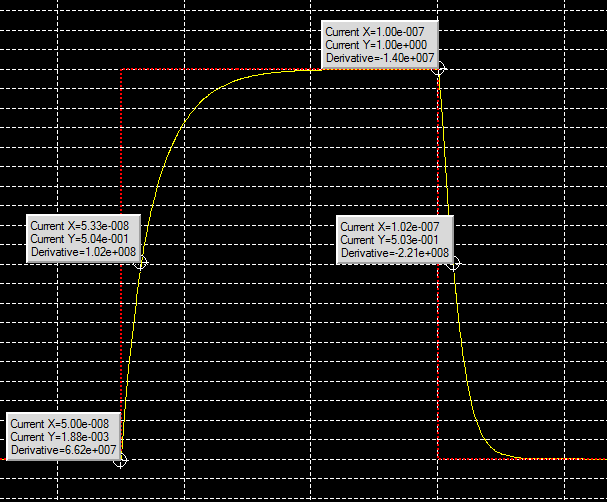 Current X=1.00e-007
Current Y=1.00e+000
Derivative=-1.40e+007
Current X=5.33e-008
Current Y=5.04e-001
Derivative=1.02e+008
Current X=1.02e-007
Current Y=5.03e-001
Derivative=-2.21e+008
Current X=5.00e-008
Current Y=1.88e-003
Derivative=6.62e+007